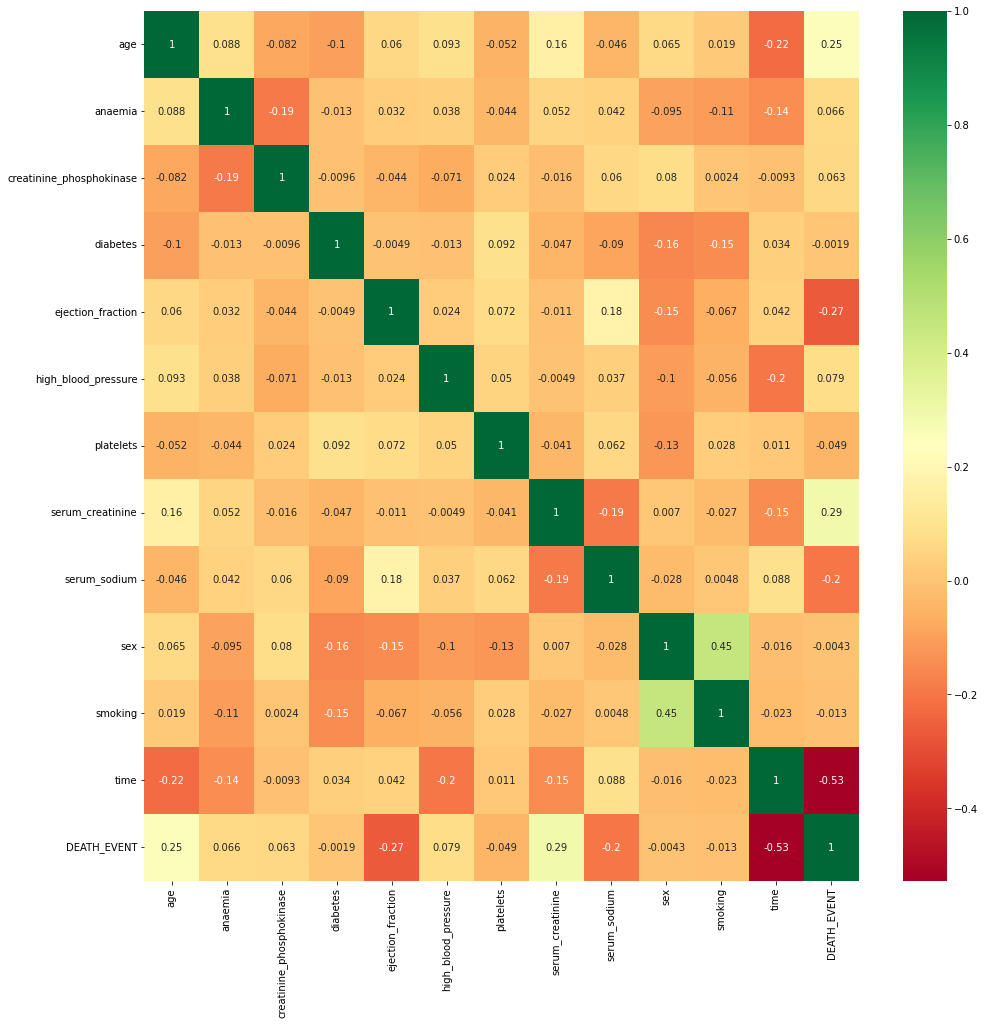 age 1 0.088 -0.082 -0.1 0.06 0.093 -0.052 0.16 -0.046 0.065 0.019 -0.22 0.25
anaemia 0.088 1 -0.19 -0.013 0.032 0.038 -0.044 0.052 0.042 -0.095 -0.11 -0.14 0.066
creatinine_phosphokinase -0.082 -0.19 1 -0.0096 -0.044 -0.071 0.024 -0.016 0.06 0.08 0.0024 -0.0093 0.063
diabetes -0.1 -0.013 -0.0096 1 -0.0049 -0.013 0.092 -0.047 -0.09 -0.16 -0.15 0.034 -0.0019
ejection_fraction 0.06 0.032 -0.044 -0.0049 1 0.024 0.072 -0.011 0.18 -0.15 -0.067 0.042 -0.27
high_blood_pressure 0.093 0.038 -0.071 -0.013 0.024 1 0.05 -0.0049 0.037 -0.1 -0.056 -0.2 0.079
platelets -0.052 -0.044 0.024 0.092 0.072 0.05 1 -0.041 0.062 -0.13 0.028 0.011 -0.049
serum_creatinine 0.16 0.052 -0.016 -0.047 -0.011 -0.0049 -0.041 1 -0.19 0.007 -0.027 -0.15 0.29
serum_sodium -0.046 0.042 0.06 -0.09 0.18 0.037 0.062 -0.19 1 -0.028 0.0048 0.088 -0.2
sex 0.065 -0.095 0.08 -0.16 -0.15 -0.1 -0.13 0.007 -0.028 1 0.45 -0.016 -0.0043
smoking 0.019 -0.11 0.0024 -0.15 -0.067 -0.056 0.028 -0.027 0.0048 0.45 1 -0.023 -0.013
time -0.22 -0.14 -0.0093 0.034 0.042 -0.2 0.011 -0.15 0.088 -0.016 -0.023 1 -0.53
DEATH_EVENT 0.25 0.066 0.063 -0.0019 -0.27 0.079 -0.049 0.29 -0.2 -0.0043 -0.013 -0.53 1
age
anaemia
creatinine_phosphokinase
diabetes
ejection_fraction
high_blood_pressure
platelets
serum_creatinine
serum_sodium
sex
smoking
time
DEATH_EVENT
1.0
0.8
0.6
0.4
0.2
0.0
-0.2
-0.4